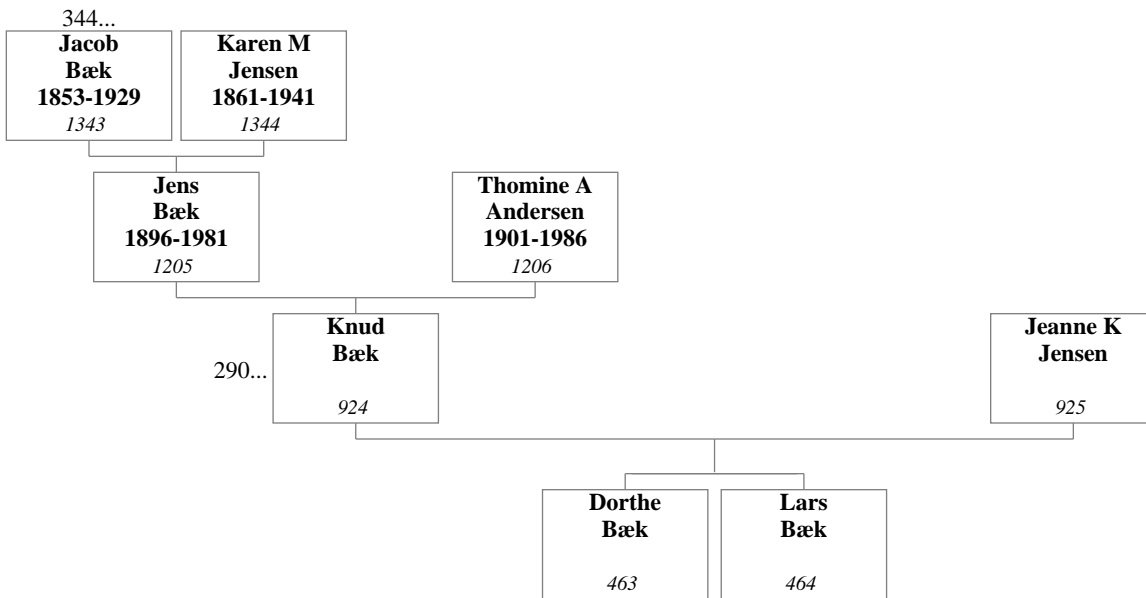 344...
Jacob
Bæk
1853-1929
1343
Karen M
Jensen
1861-1941
1344
Jens
Bæk
1896-1981
1205
Thomine A
Andersen
1901-1986
1206
290...
Knud
Bæk
924
Jeanne K
Jensen
925
Dorthe
Bæk
463
Lars
Bæk
464